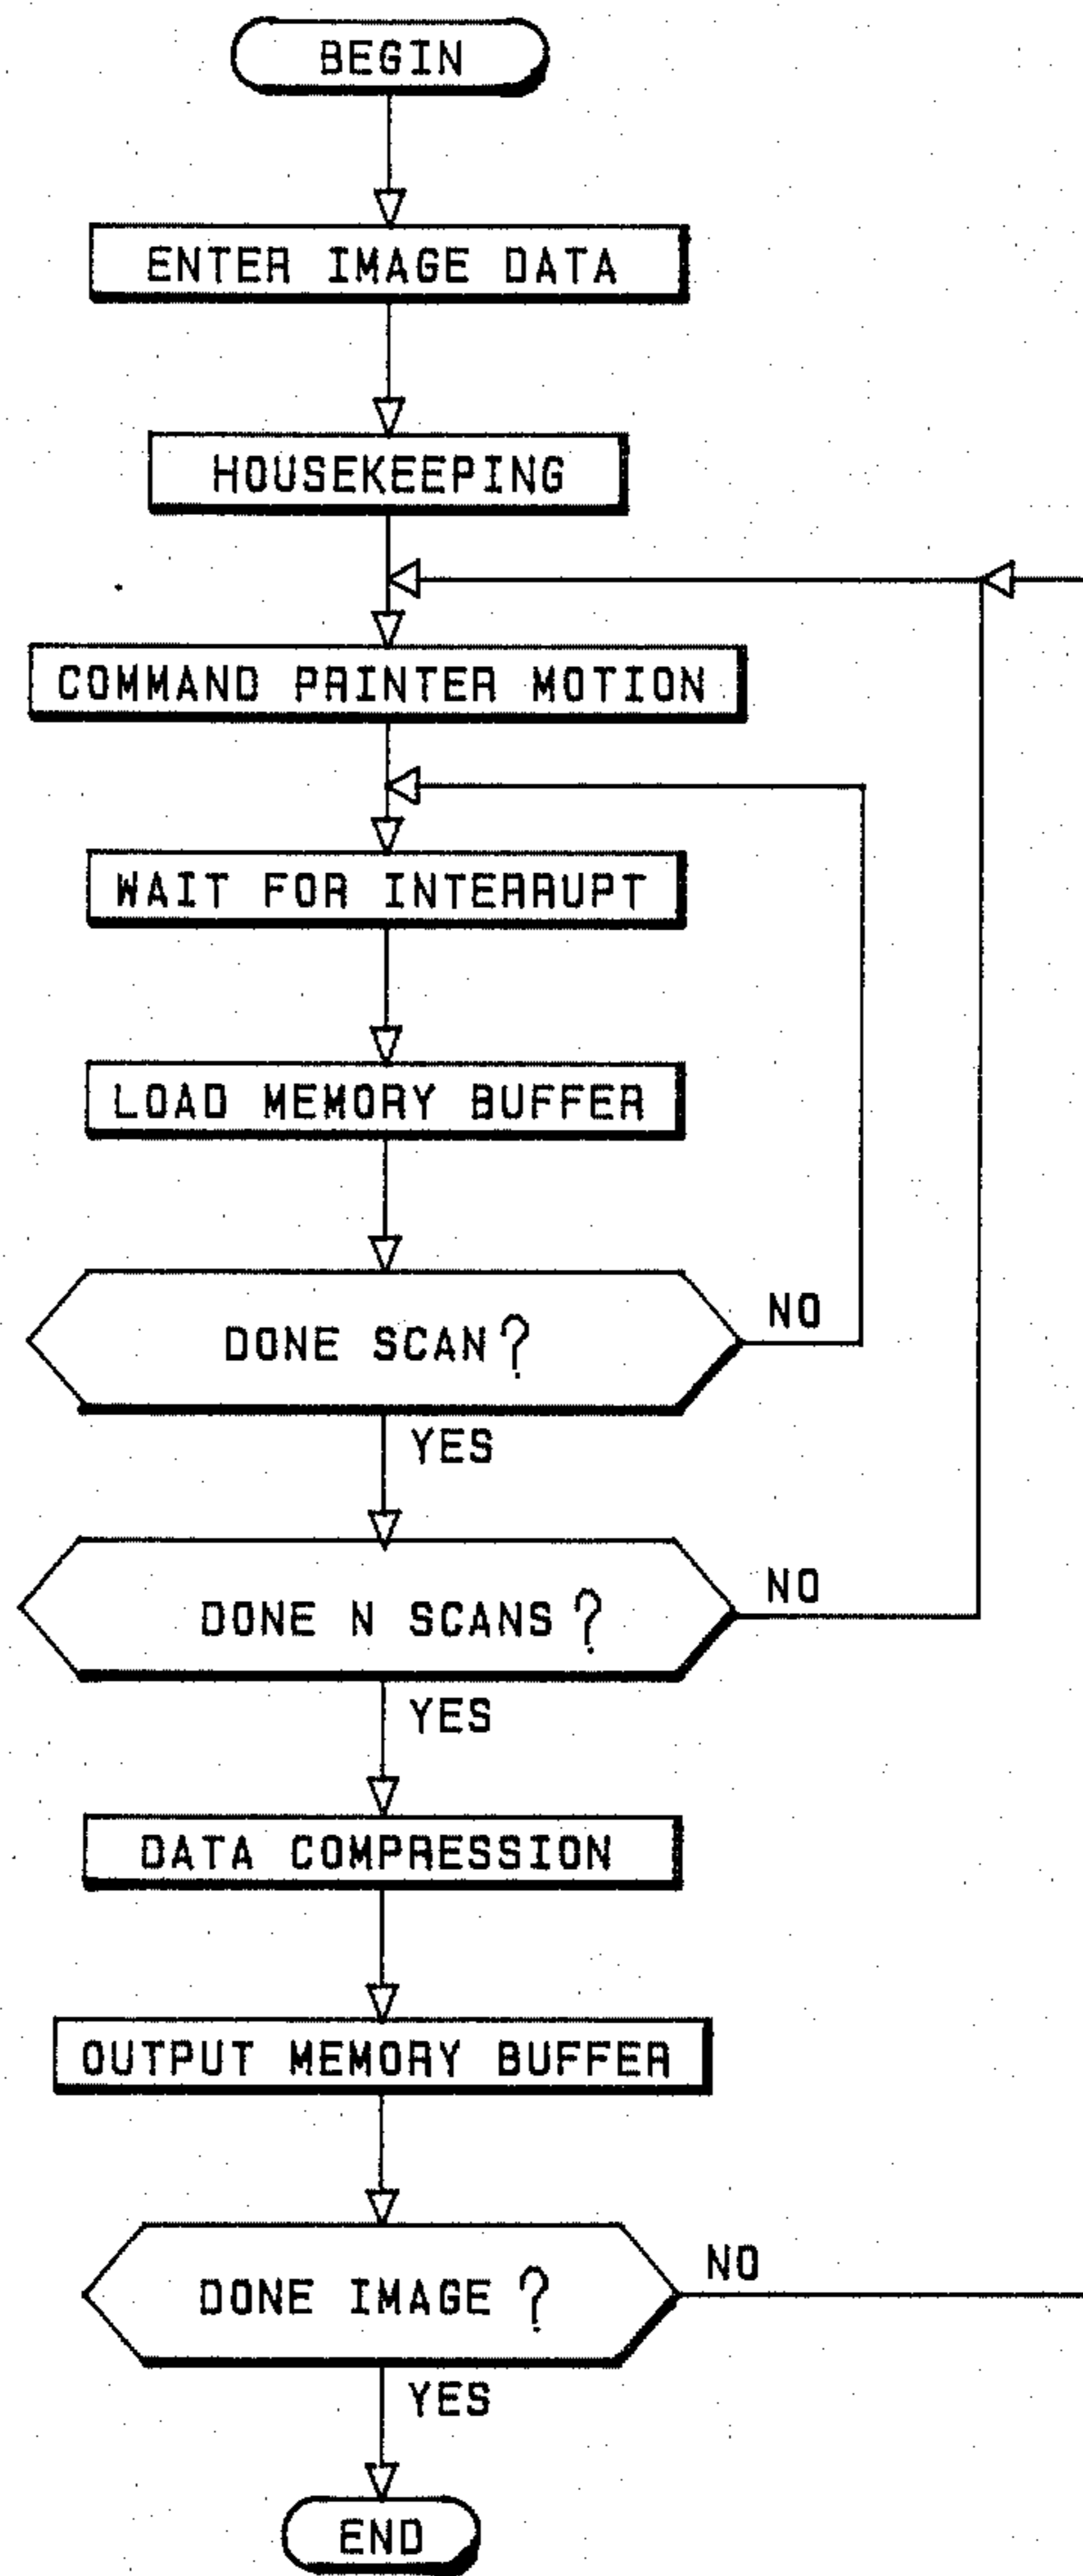 BEGIN
ENTER IMAGE DATA
HOUSEKEEPING
COMMAND PRINTER MOTION
WAIT FOR INTERRUPT
LOAD MEMORY BUFFER
DONE SCAN?
NO
YES
DONE N SCANS?
NO
YES
DATA COMPRESSION
OUTPUT MEMORY BUFFER
DONE IMAGE?
NO
YES
END